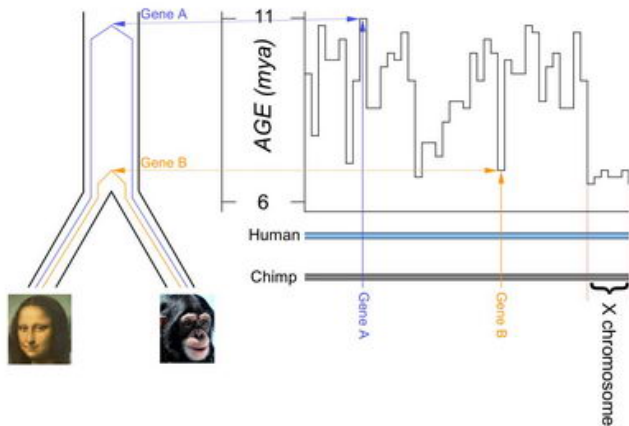 Gene A
11
AGE (mya)
Gene B
6
Human
Chimp
Gene A
Gene B
X chromosome